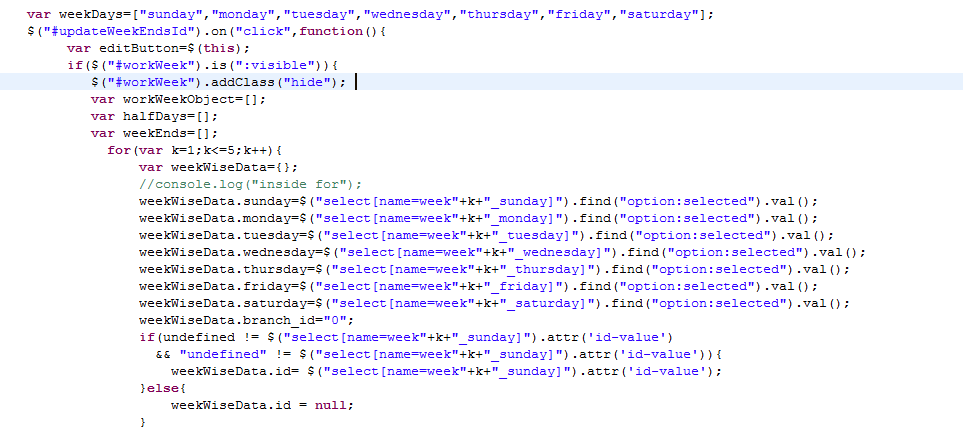 var weekDays=["sunday","monday","tuesday","wednesday","thursday","friday","saturday"];
$("#updateWeekEndsId").on("click",function(){
var editButton=$(this);
if($("#workWeek").is(":visible")){
$("#workWeek").addClass("hide");
var workWeekObject=[];
var halfDays=[];
var weekEnds=[];
for(var k=1;k<=5;k++){
var weekWiseData={};
//console.log("inside for");
weekWiseData.sunday=$("select[name=week"+k+"_sunday]").find("option:selected").val();
weekWiseData.monday=$("select[name=week"+k+"_monday]").find("option:selected").val();
weekWiseData.tuesday=$("select[name=week"+k+"_tuesday]").find("option:selected").val();
weekWiseData.wednesday=$("select[name=week"+k+"_wednesday]").find("option:selected").val();
weekWiseData.thursday=$("select[name=week"+k+"_thursday]").find("option:selected").val();
weekWiseData.friday=$("select[name=week"+k+"_friday]").find("option:selected").val();
weekWiseData.saturday=$("select[name=week"+k+"_saturday]").find("option:selected").val();
weekWiseData.branch_id="0";
if(undefined != $("select[name=week"+k+"_sunday]").attr('id-value')
&& "undefined" != $("select[name=week"+k+"_sunday]").attr('id-value')){
weekWiseData.id= $("select[name=week"+k+"_sunday]").attr('id-value');
}else{
weekWiseData.id = null;
}